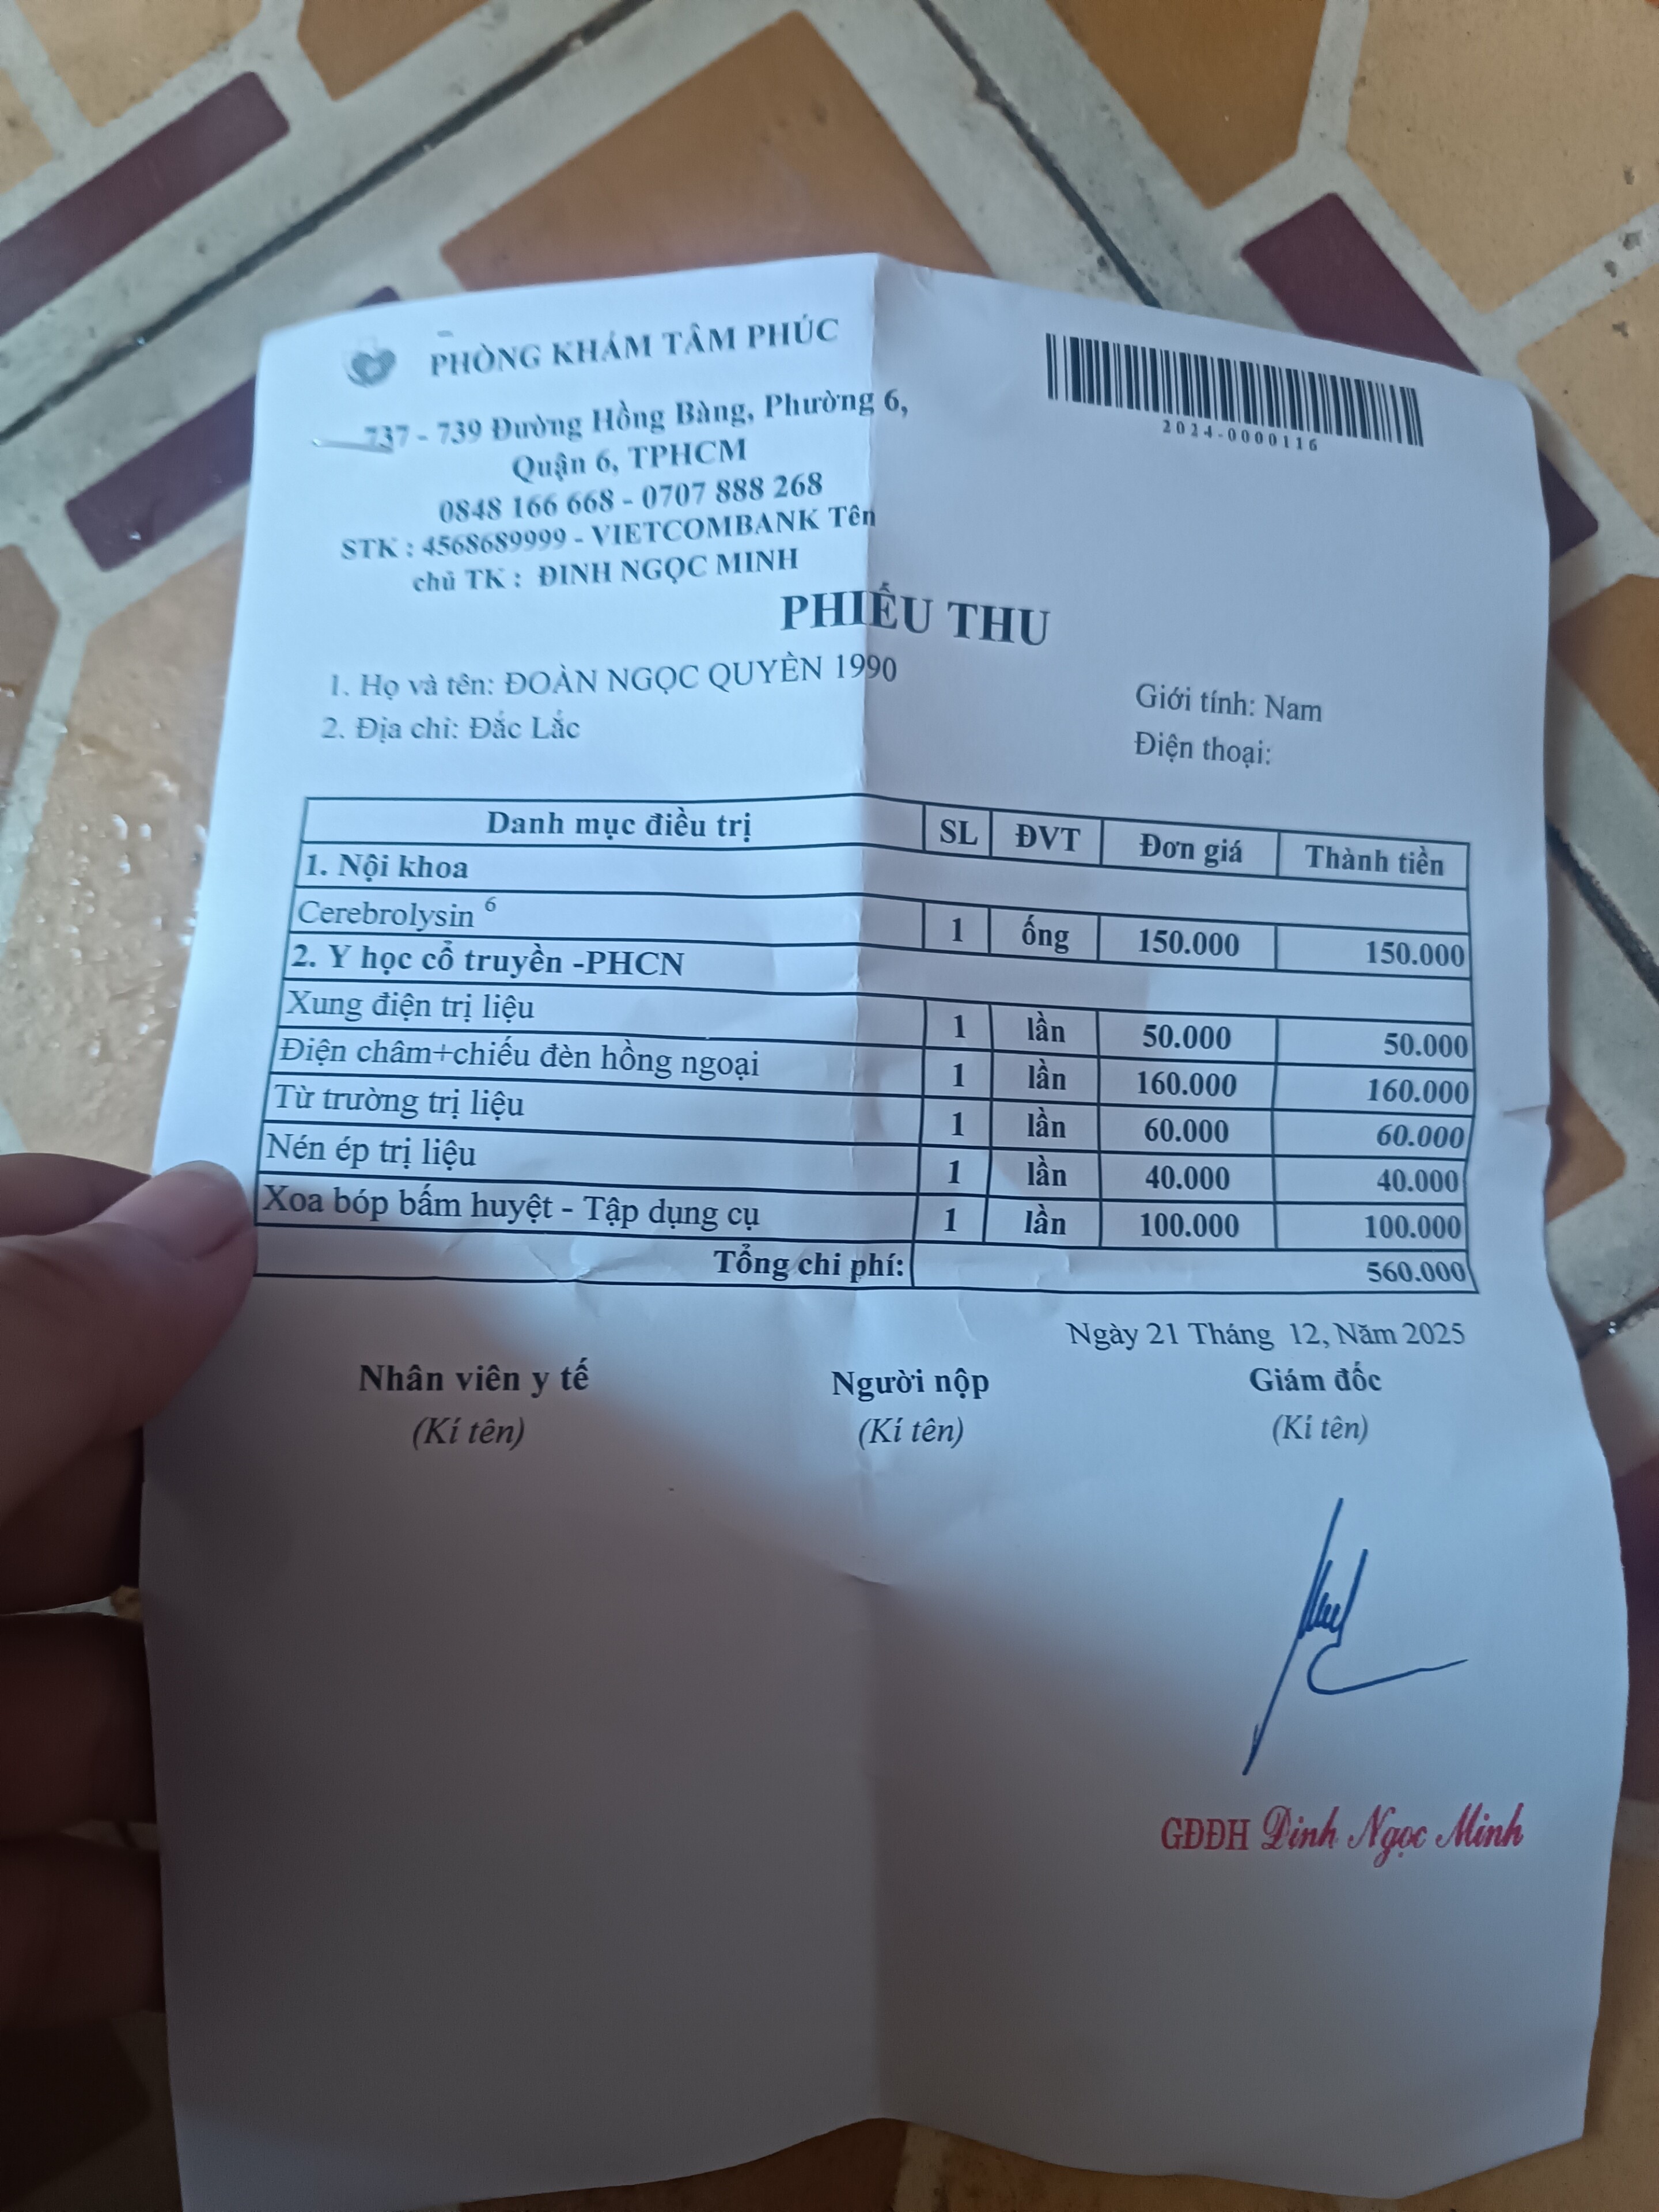 PHÒNG KHÁM TÂM PHÚC
737 - 739 Đường Hồng Bàng, Phường 6,
Quận 6, TPHCM
0848 166 668 - 0707 888 268
STK : 4568689999 - VIETCOMBANK Tên
chủ TK : ĐINH NGỌC MINH
2024-0000116
PHIẾU THU
1. Họ và tên: ĐOÀN NGỌC QUYỀN 1990
Giới tính: Nam
2. Địa chỉ: Đắc Lắc
Điện thoại:
Danh mục điều trị SL ĐVT Đơn giá Thành tiền
1. Nội khoa
Cerebrolysin 6 1 ống 150.000 150.000
2. Y học cổ truyền -PHCN
Xung điện trị liệu 1 lần 50.000 50.000
Điện châm+chiếu đèn hồng ngoại 1 lần 160.000 160.000
Từ trường trị liệu 1 lần 60.000 60.000
Nén ép trị liệu 1 lần 40.000 40.000
Xoa bóp bấm huyệt - Tập dụng cụ 1 lần 100.000 100.000
Tổng chi phí: 560.000
Ngày 21 Tháng 12, Năm 2025
Nhân viên y tế Người nộp Giám đốc
(Kí tên) (Kí tên) (Kí tên)
GĐĐH Đinh Ngọc Minh